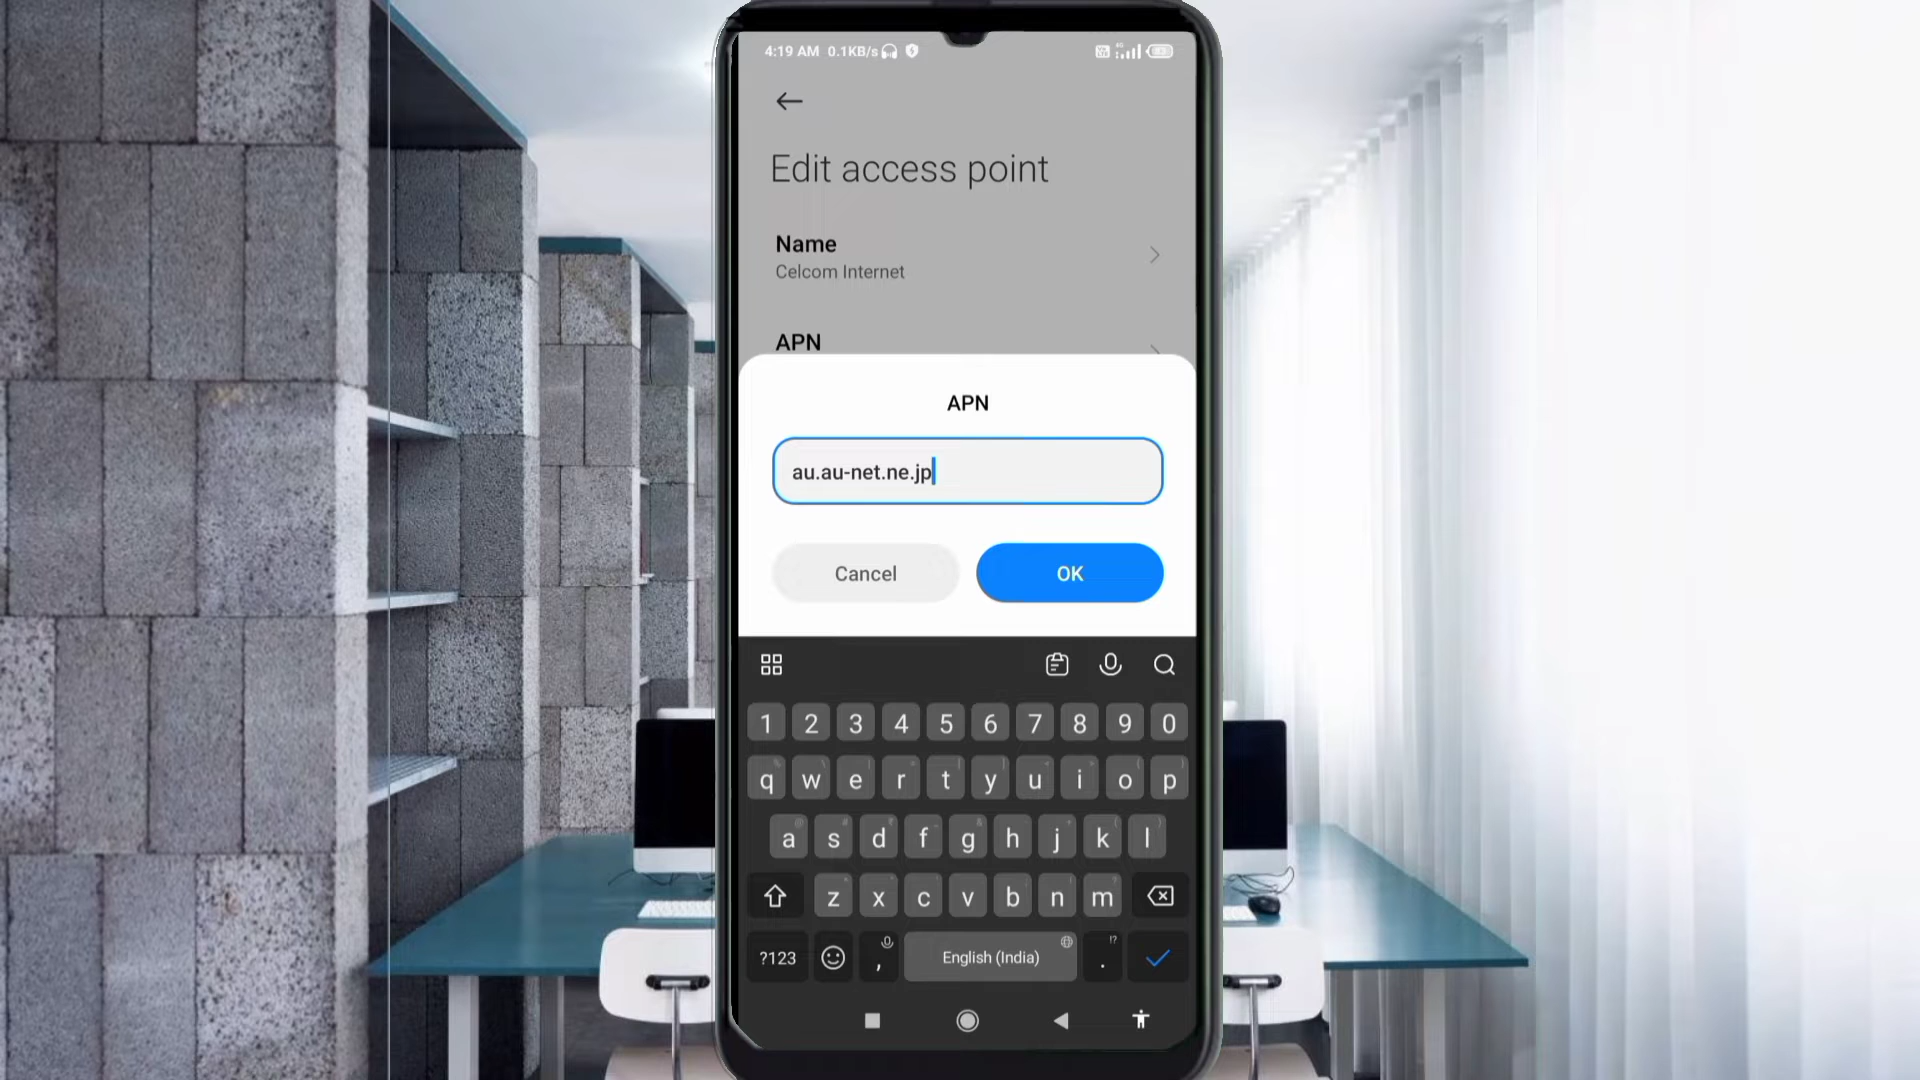 4:19 AM 0.1KB/s
Edit access point
Name
Celcom Internet
APN
APN
au.au-net.ne.jp
Cancel OK
1 2 3 4 5 6 7 8 9 0
q w e r t y u i o p
a s d f g h j k l
z x c v b n m
?123 , English (India) . !?